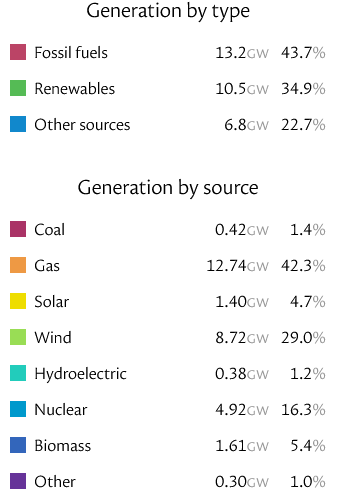 Generation by type
Fossil fuels 13.2GW 43.7%
Renewables 10.5GW 34.9%
Other sources 6.8GW 22.7%
Generation by source
Coal 0.42GW 1.4%
Gas 12.74GW 42.3%
Solar 1.40GW 4.7%
Wind 8.72GW 29.0%
Hydroelectric 0.38GW 1.2%
Nuclear 4.92GW 16.3%
Biomass 1.61GW 5.4%
Other 0.30GW 1.0%